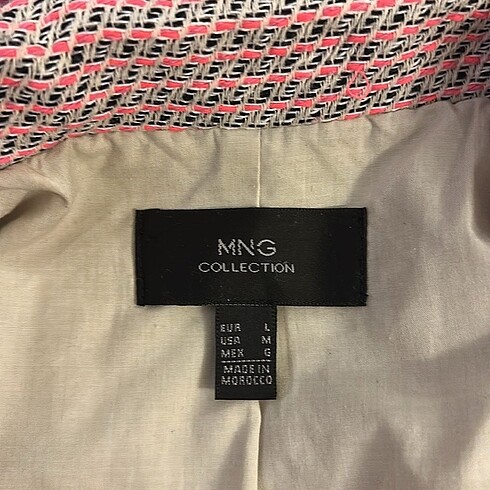 MNG
COLLECTION
EUR L
USA M
MEX G
MADE IN
MOROCCO